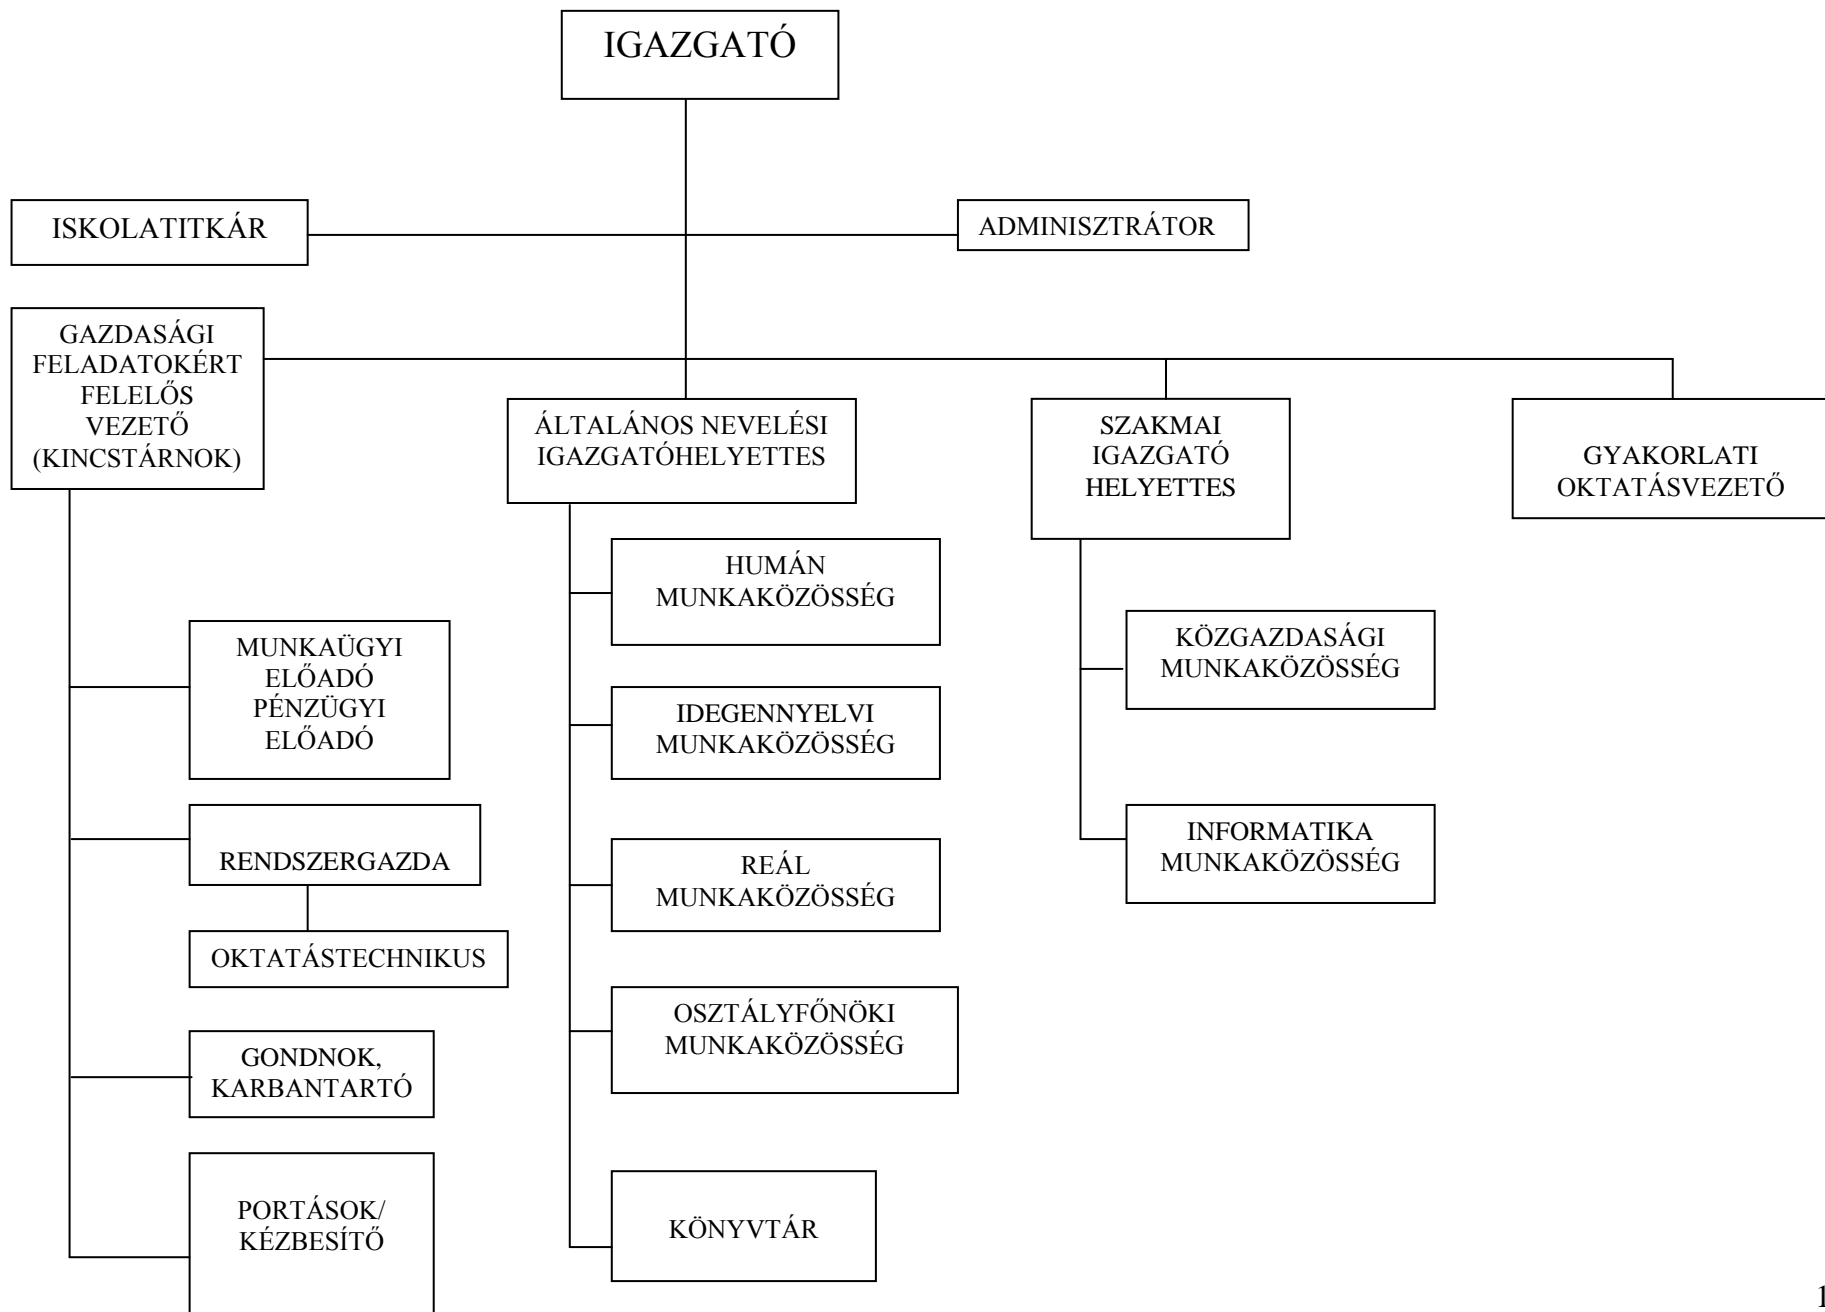 IGAZGATÓ
ISKOLATITKÁR
ADMINISZTRÁTOR
GAZDASÁGI
FELADATOKÉRT
FELELŐS
VEZETŐ
(KINCSTÁRNOK)
ÁLTALÁNOS NEVELÉSI
IGAZGATÓHELYETTES
SZAKMAI
IGAZGATÓ
HELYETTES
GYAKORLATI
OKTATÁSVEZETŐ
MUNKAÜGYI
ELŐADÓ
PÉNZÜGYI
ELŐADÓ
RENDSZERGAZDA
OKTATÁSTECHNIKUS
GONDNOK,
KARBANTARTÓ
PORTÁSOK/
KÉZBESÍTŐ
HUMÁN
MUNKAKÖZÖSSÉG
IDEGENNYELVI
MUNKAKÖZÖSSÉG
REÁL
MUNKAKÖZÖSSÉG
OSZTÁLYFŐNÖKI
MUNKAKÖZÖSSÉG
KÖNYVTÁR
KÖZGAZDASÁGI
MUNKAKÖZÖSSÉG
INFORMATIKA
MUNKAKÖZÖSSÉG
1